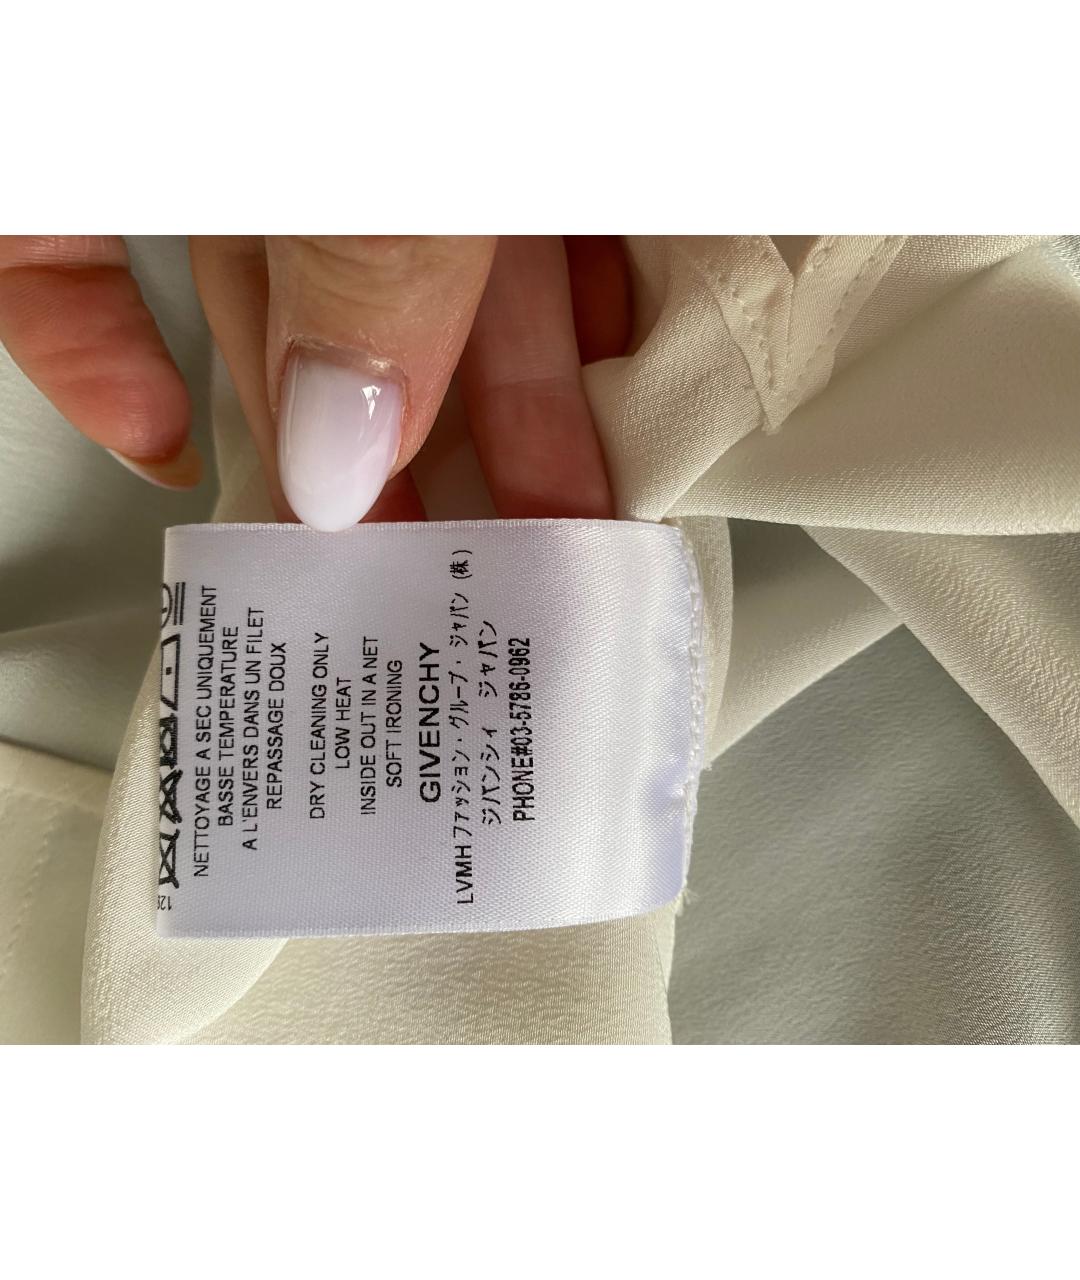 NETTOYAGE A SEC UNIQUEMENT
BASSE TEMPERATURE
A L'ENVERS DANS UN FILET
REPASSAGE DOUX
DRY CLEANING ONLY
LOW HEAT
INSIDE OUT IN A NET
SOFT IRONING
GIVENCHY
LVMH ファッション・グループ・ジャパン (株)
ジバンシィ ジャパン
PHONE#03-5786-0962